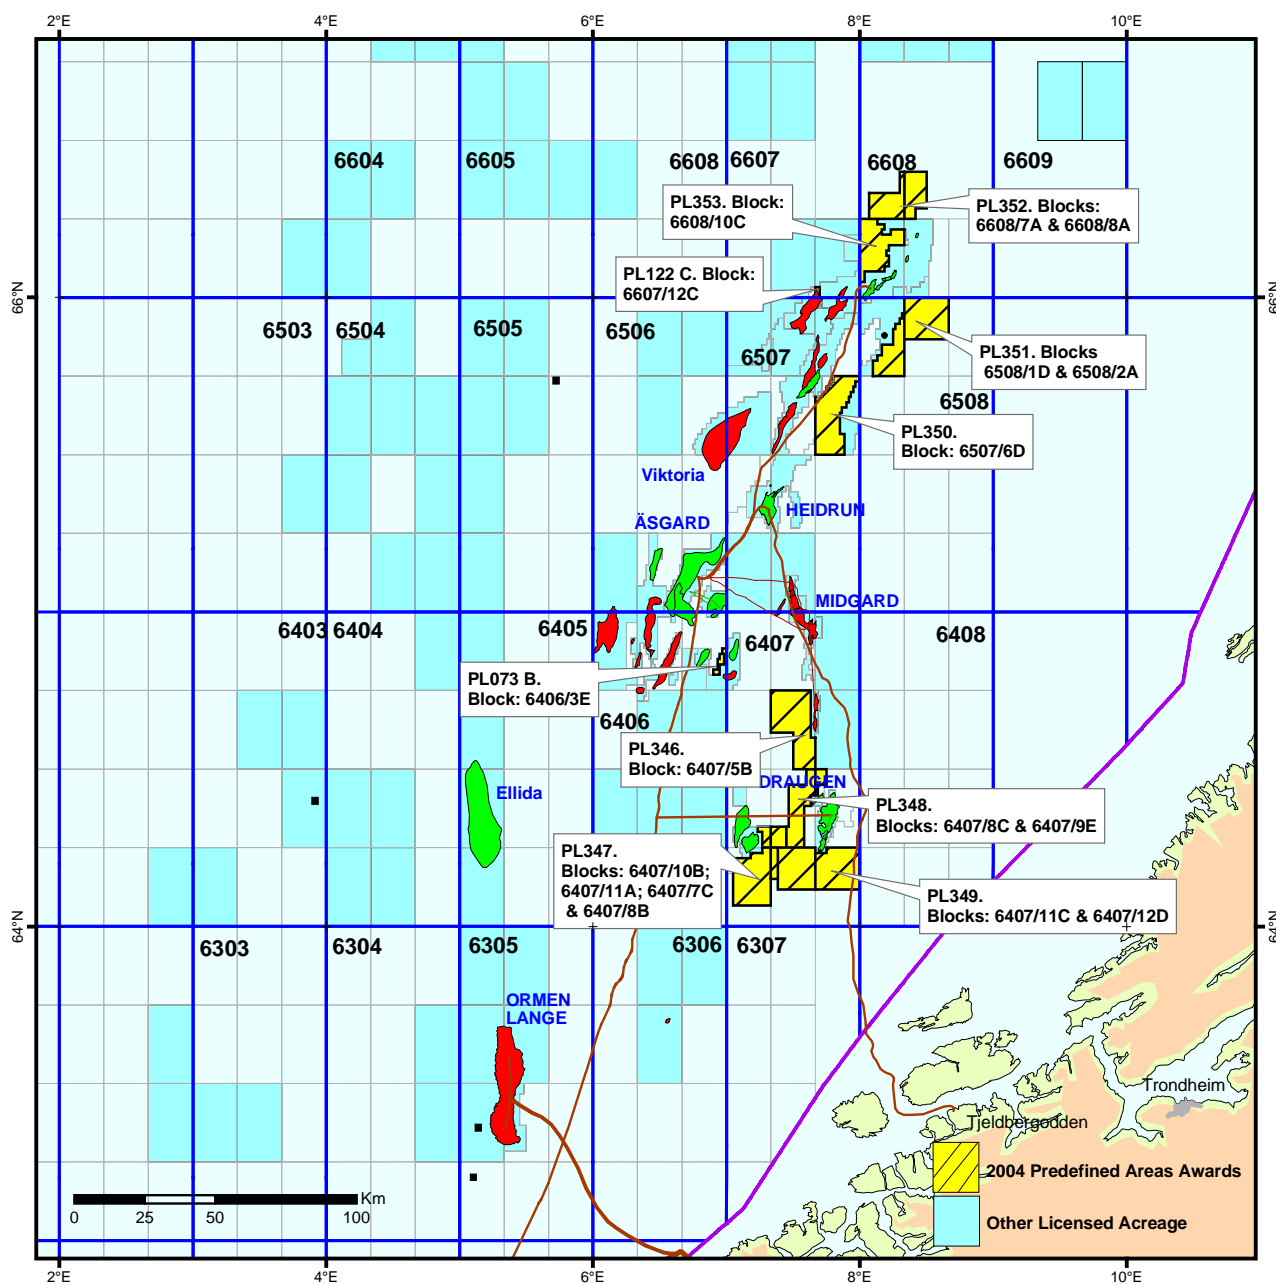 2°E
4°E
6°E
8°E
10°E
6604
6605
6608
6607
6608
6609
PL353. Block:
6608/10C
PL352. Blocks:
6608/7A & 6608/8A
PL122 C. Block:
6607/12C
66°N
66°N
6503
6504
6505
6506
6507
PL351. Blocks
6508/1D & 6508/2A
6508
PL350.
Block: 6507/6D
Viktoria
HEIDRUN
ÄSGARD
MIDGARD
6403
6404
6405
6407
6408
PL073 B.
Block: 6406/3E
6406
PL346.
Block: 6407/5B
DRAUGEN
Ellida
PL348.
Blocks: 6407/8C & 6407/9E
PL347.
Blocks: 6407/10B;
6407/11A; 6407/7C
& 6407/8B
PL349.
Blocks: 6407/11C & 6407/12D
64°N
64°N
6303
6304
6305
6306
6307
ORMEN
LANGE
Trondheim
Tjeldbergodden
2004 Predefined Areas Awards
Other Licensed Acreage
Km
0
25
50
100
2°E
4°E
6°E
8°E
10°E